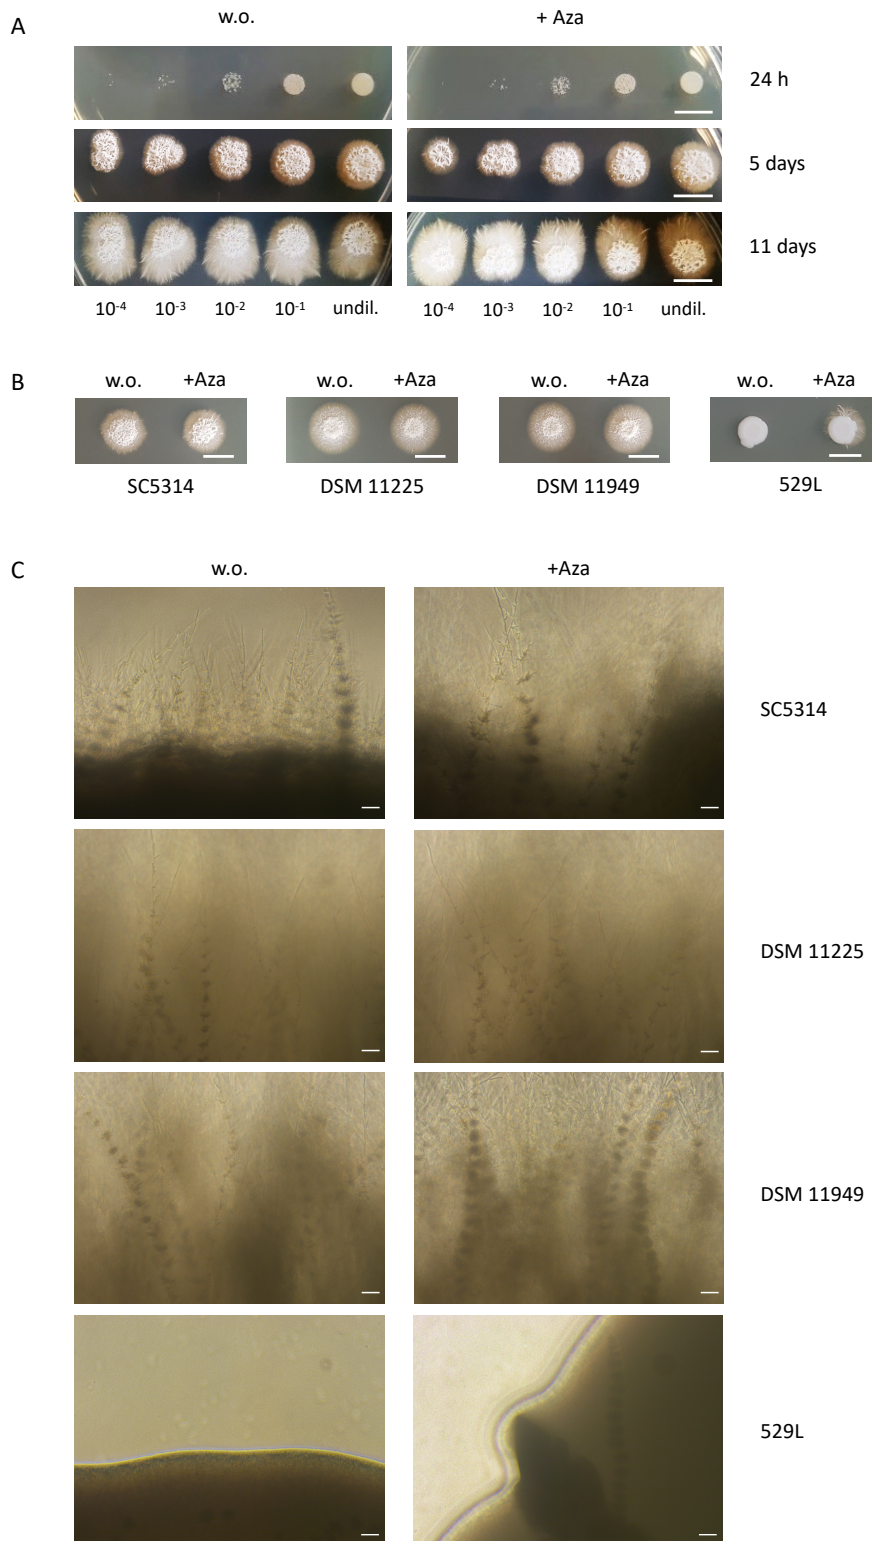 A
w.o.
+ Aza
24 h
5 days
11 days
10⁻⁴ 10⁻³ 10⁻² 10⁻¹ undil. 10⁻⁴ 10⁻³ 10⁻² 10⁻¹ undil.
B
w.o. +Aza w.o. +Aza w.o. +Aza w.o. +Aza
SC5314 DSM 11225 DSM 11949 529L
C
w.o. +Aza
SC5314
DSM 11225
DSM 11949
529L